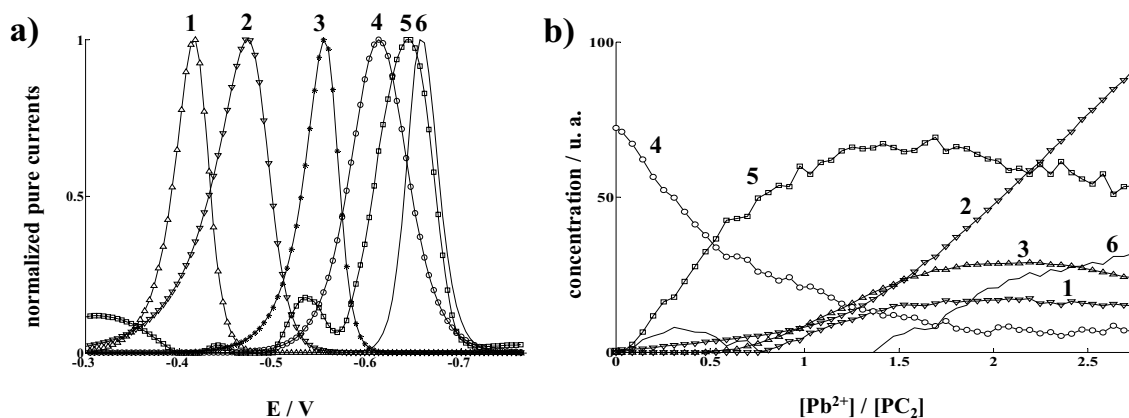 a)
1 2 3 4 5 6
normalized pure currents
1
0.5
0
-0.3 -0.4 -0.5 -0.6 -0.7
E / V
b)
concentration / u. a.
100
50
0
4
5
2
3
6
1
0 0.5 1 1.5 2 2.5
[Pb²⁺] / [PC₂]